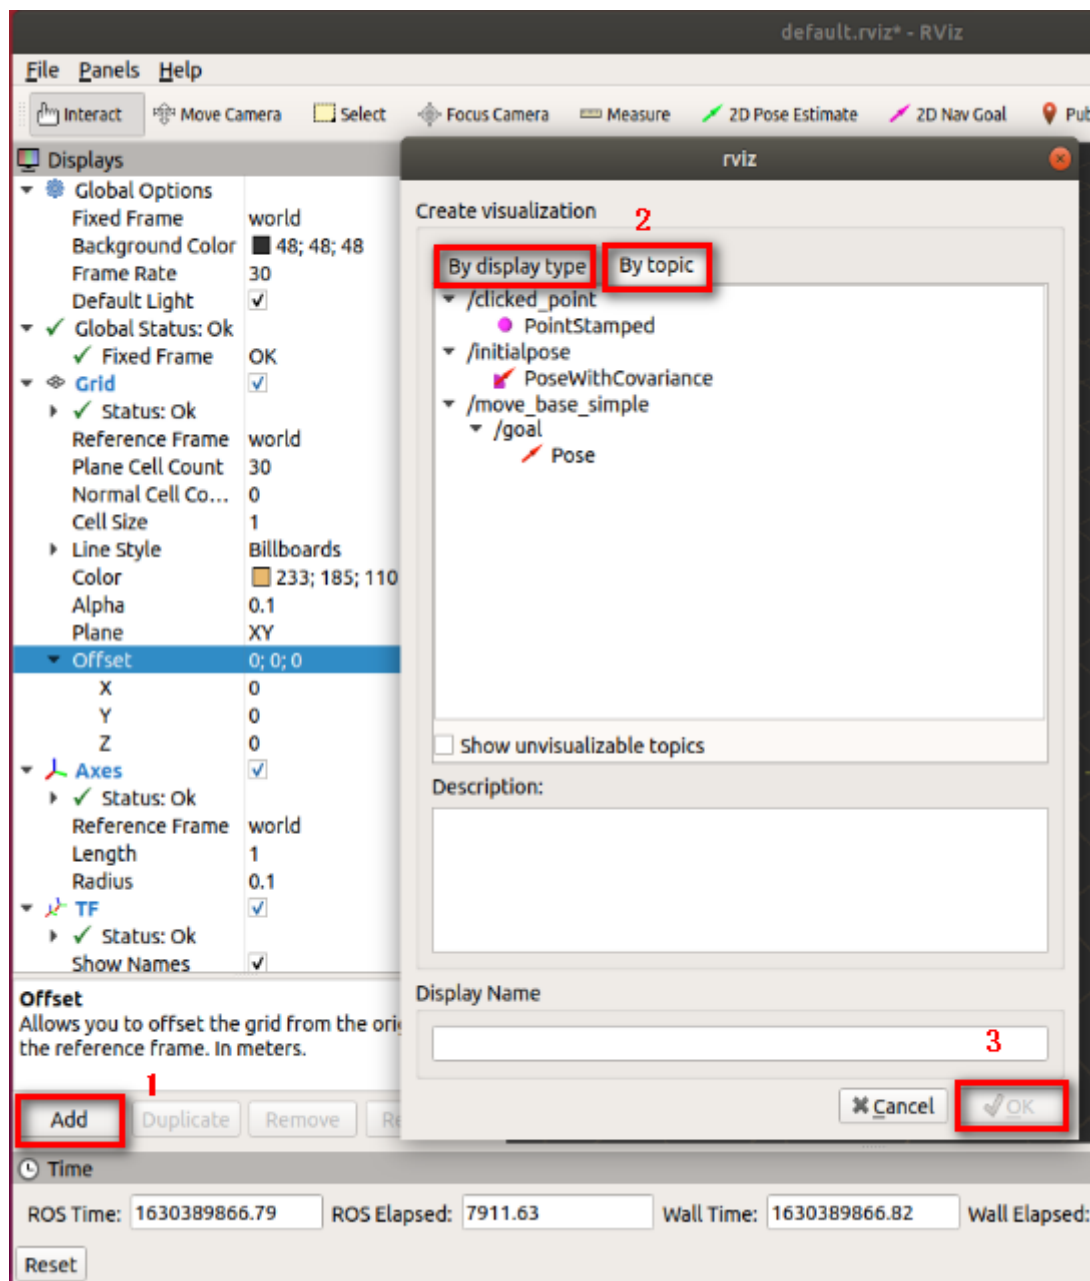 default.rviz* - RViz
File Panels Help
Interact Move Camera Select Focus Camera Measure 2D Pose Estimate 2D Nav Goal
Displays
Global Options
Fixed Frame world
Background Color 48; 48; 48
Frame Rate 30
Default Light
Global Status: Ok
Fixed Frame OK
Grid
Status: Ok
Reference Frame world
Plane Cell Count 30
Normal Cell Co... 0
Cell Size 1
Line Style Billboards
Color 233; 185; 110
Alpha 0.1
Plane XY
Offset 0; 0; 0
X 0
Y 0
Z 0
Axes
Status: Ok
Reference Frame world
Length 1
Radius 0.1
TF
Status: Ok
Show Names
Offset
Allows you to offset the grid from the
the reference frame. In meters.
1
Add Duplicate Remove
rviz
Create visualization
2
By display type By topic
/clicked_point
PointStamped
/initialpose
PoseWithCovariance
/move_base_simple
/goal
Pose
Show unvisualizable topics
Description:
Display Name
3
Cancel OK
Time
ROS Time: 1630389866.79 ROS Elapsed: 7911.63 Wall Time: 1630389866.82 Wall Elapsed:
Reset